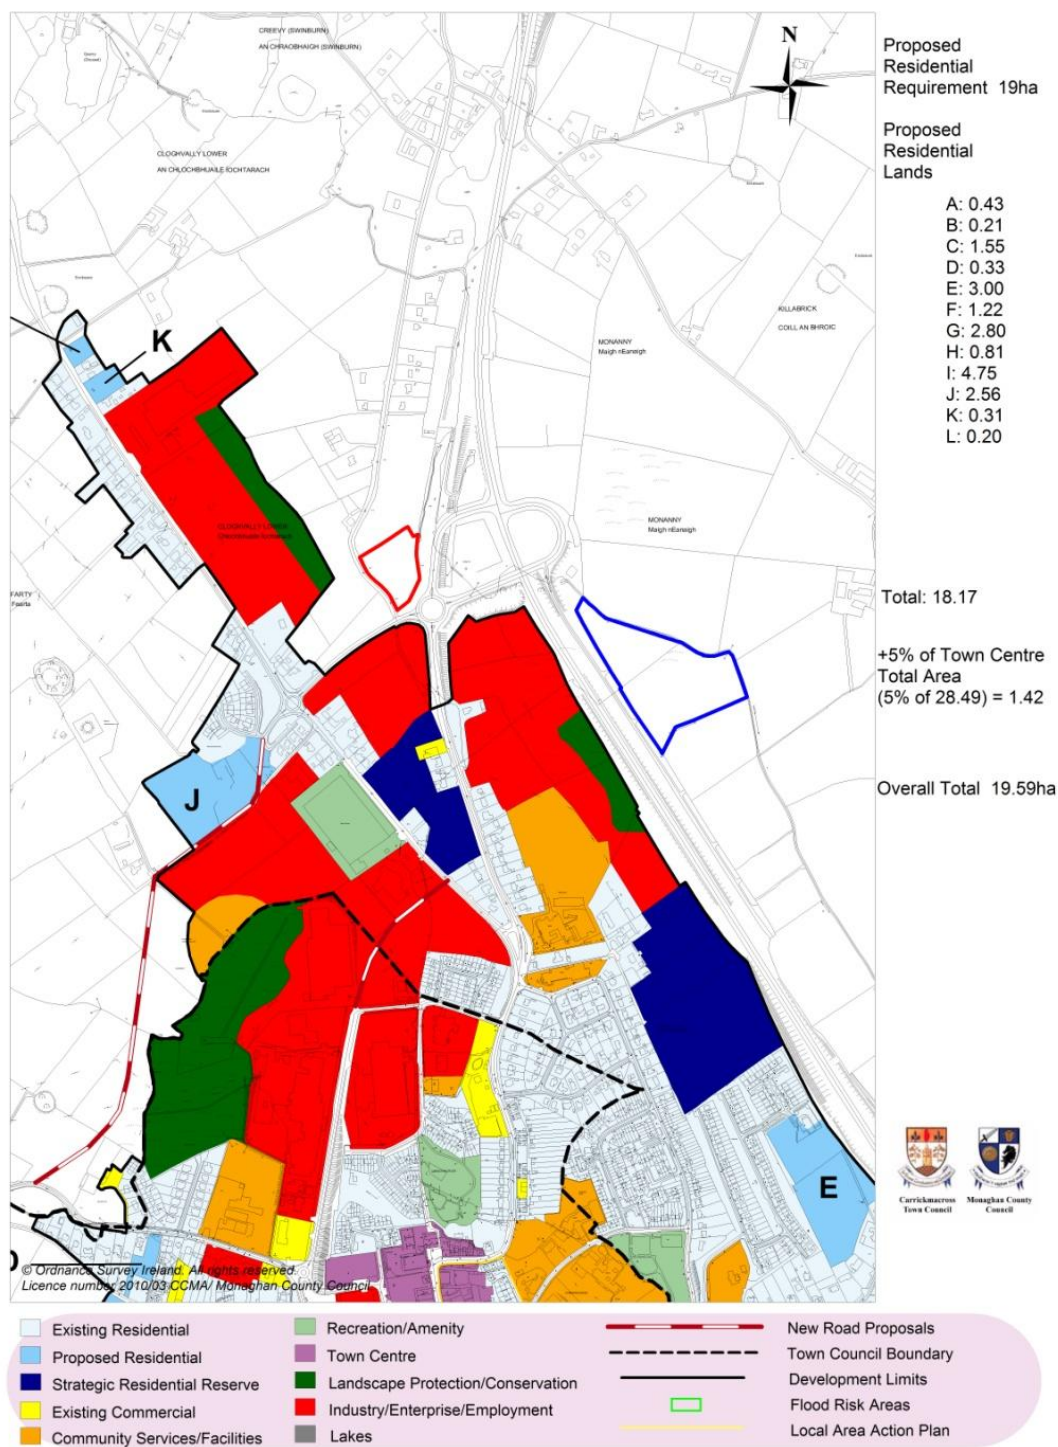 CREEVY (SWINBURN)
AN CHRAOBHAIGH (SWINBURN)
N
CLOGHVALLY LOWER
AN CHLOCHBHUAILE ÍOCHTARACH
KILLABRICK
COILL AN BHROIC
MONANNY
Maigh nEanaigh
K
CLOGHVALLY LOWER
MONANNY
Maigh nEanaigh
J
E
© Ordnance Survey Ireland. All rights reserved.
Licence number 2010/03 CCMA/ Monaghan County Council
Proposed
Residential
Requirement 19ha
Proposed
Residential
Lands
A: 0.43
B: 0.21
C: 1.55
D: 0.33
E: 3.00
F: 1.22
G: 2.80
H: 0.81
I: 4.75
J: 2.56
K: 0.31
L: 0.20
Total: 18.17
+5% of Town Centre
Total Area
(5% of 28.49) = 1.42
Overall Total 19.59ha
Carrickmacross
Town Council
Monaghan County
Council
Existing Residential
Proposed Residential
Strategic Residential Reserve
Existing Commercial
Community Services/Facilities
Recreation/Amenity
Town Centre
Landscape Protection/Conservation
Industry/Enterprise/Employment
Lakes
New Road Proposals
Town Council Boundary
Development Limits
Flood Risk Areas
Local Area Action Plan